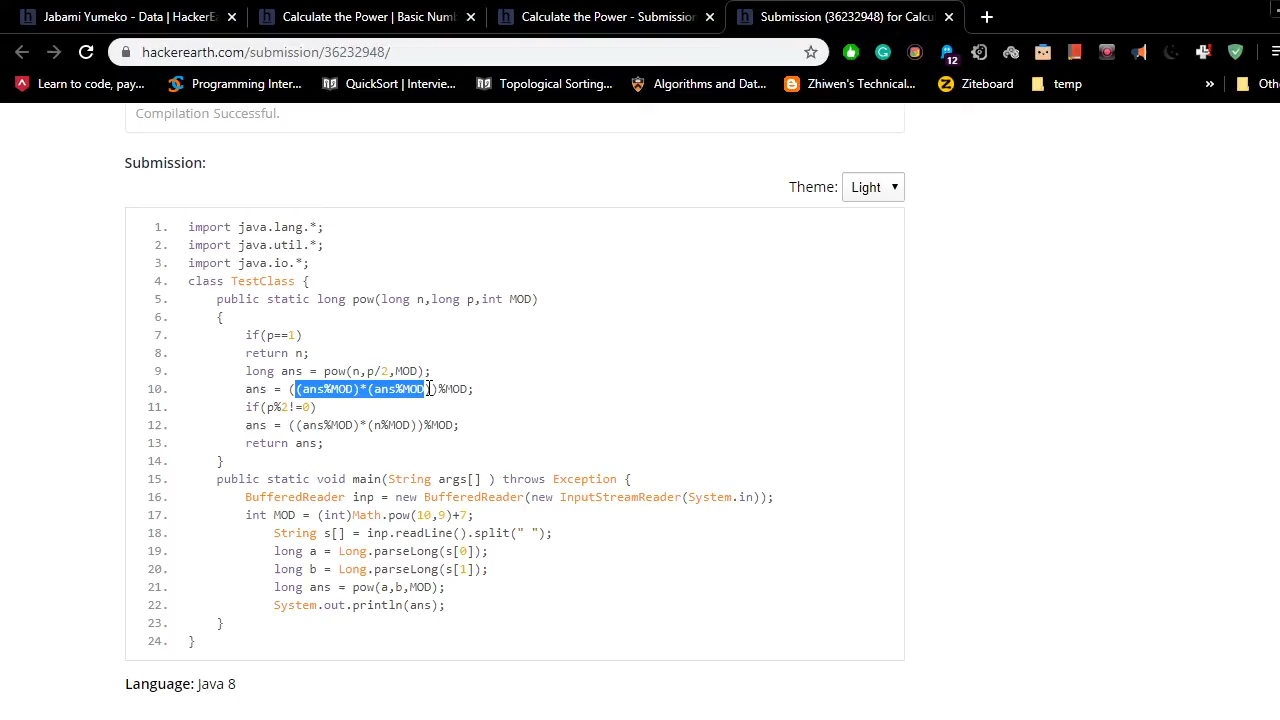 Jabami Yumeko - Data | HackerEa
Calculate the Power | Basic Numb
Calculate the Power - Submission
Submission (36232948) for Calcu
hackerearth.com/submission/36232948/
12
Learn to code, pay...
Programming Inter...
QuickSort | Intervie...
Topological Sorting...
Algorithms and Dat...
Zhiwen's Technical...
Ziteboard
temp
»
Oth
Compilation Successful.
Submission:
Theme: Light
1. import java.lang.*;
2. import java.util.*;
3. import java.io.*;
4. class TestClass {
5. public static long pow(long n,long p,int MOD)
6. {
7. if(p==1)
8. return n;
9. long ans = pow(n,p/2,MOD);
10. ans = ((ans%MOD)*(ans%MOD))%MOD;
11. if(p%2!=0)
12. ans = ((ans%MOD)*(n%MOD))%MOD;
13. return ans;
14. }
15. public static void main(String args[] ) throws Exception {
16. BufferedReader inp = new BufferedReader(new InputStreamReader(System.in));
17. int MOD = (int)Math.pow(10,9)+7;
18. String s[] = inp.readLine().split(" ");
19. long a = Long.parseLong(s[0]);
20. long b = Long.parseLong(s[1]);
21. long ans = pow(a,b,MOD);
22. System.out.println(ans);
23. }
24. }
Language: Java 8